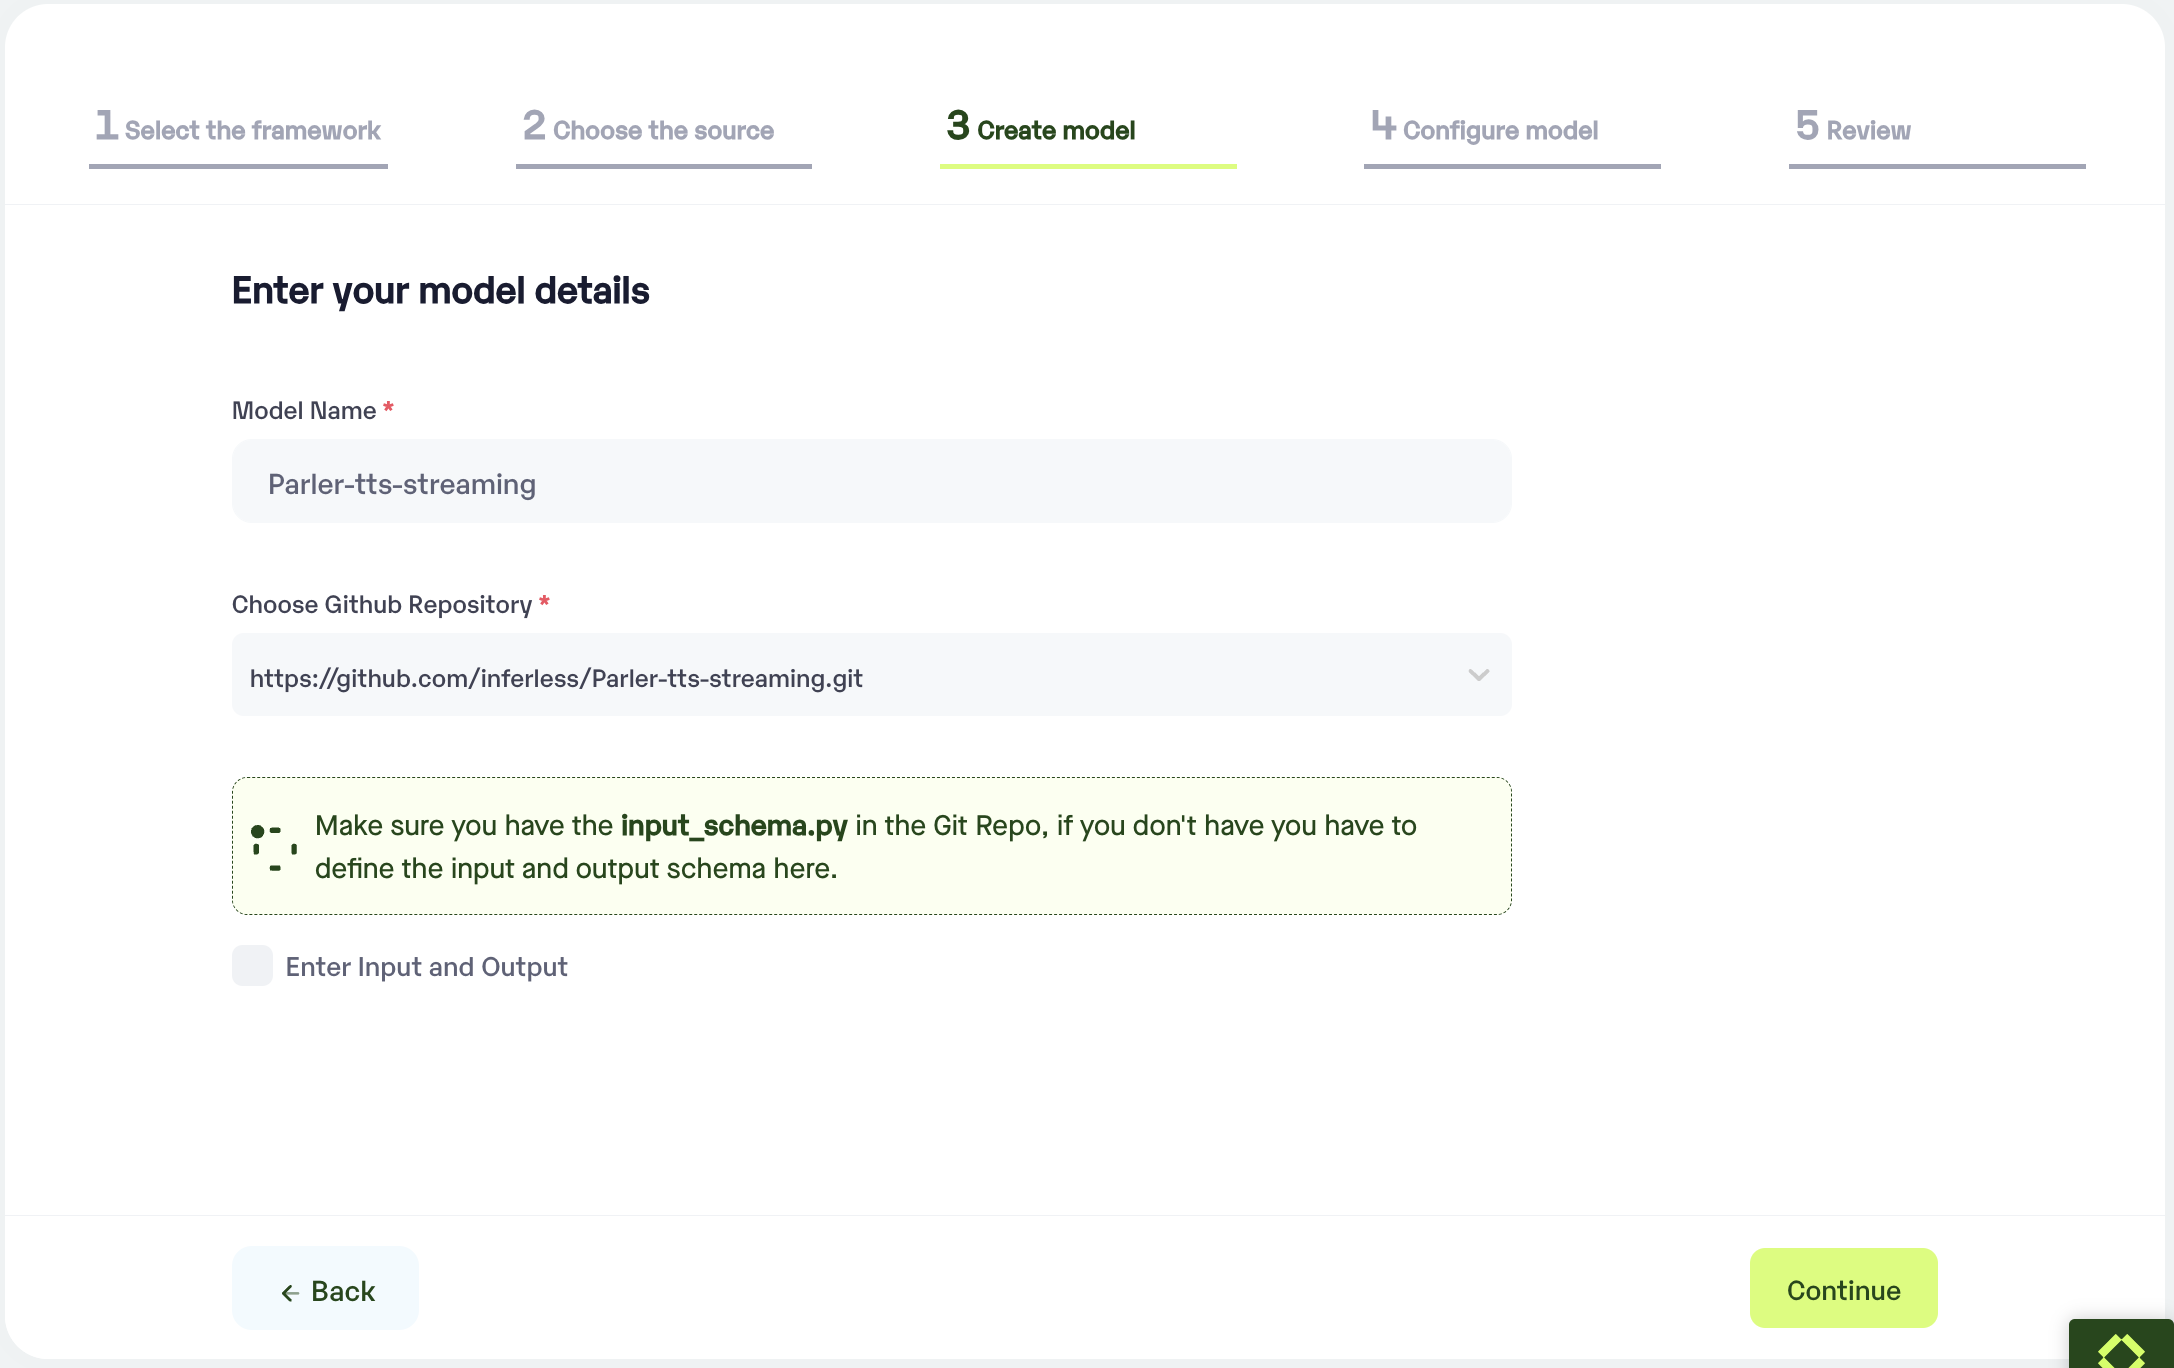 1 Select the framework
2 Choose the source
3 Create model
4 Configure model
5 Review
Enter your model details
Model Name *
Parler-tts-streaming
Choose Github Repository *
https://github.com/inferless/Parler-tts-streaming.git
Make sure you have the input_schema.py in the Git Repo, if you don't have you have to
define the input and output schema here.
Enter Input and Output
← Back
Continue